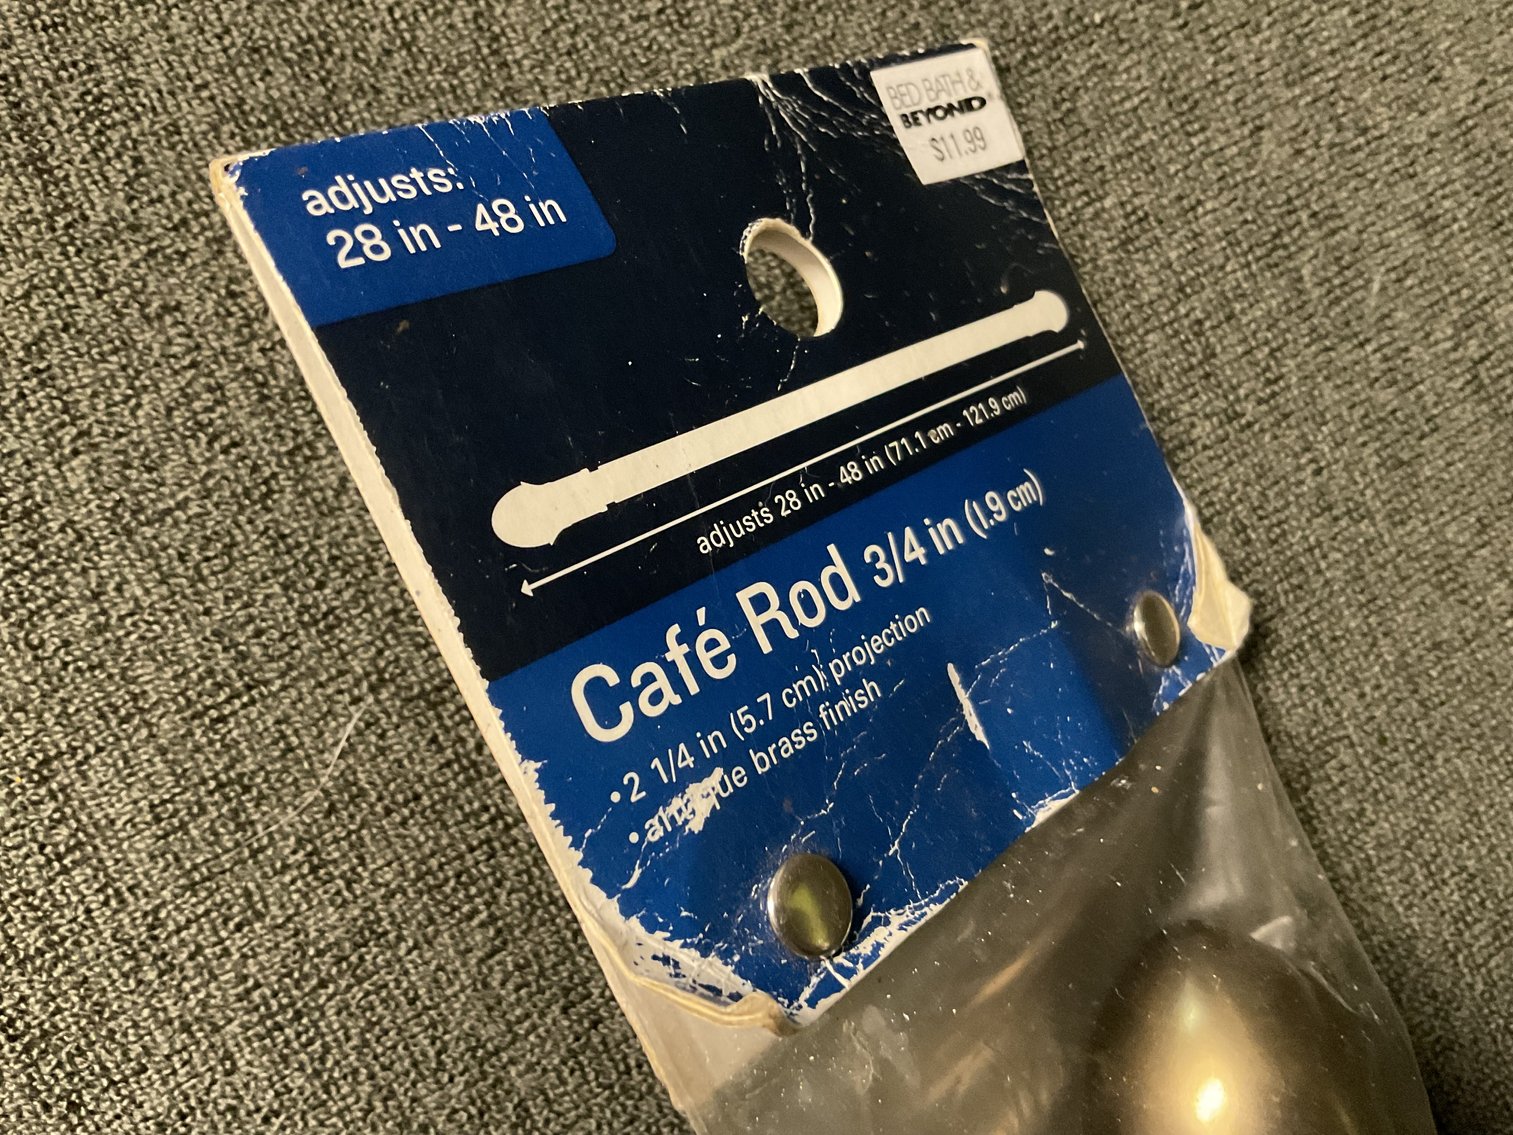 BED BATH &
BEYOND
$11.99
adjusts:
28 in - 48 in
adjusts 28 in - 48 in (71.1 cm - 121.9 cm)
Café Rod 3/4 in (1.9 cm)
• 2 1/4 in (5.7 cm) projection
• antique brass finish